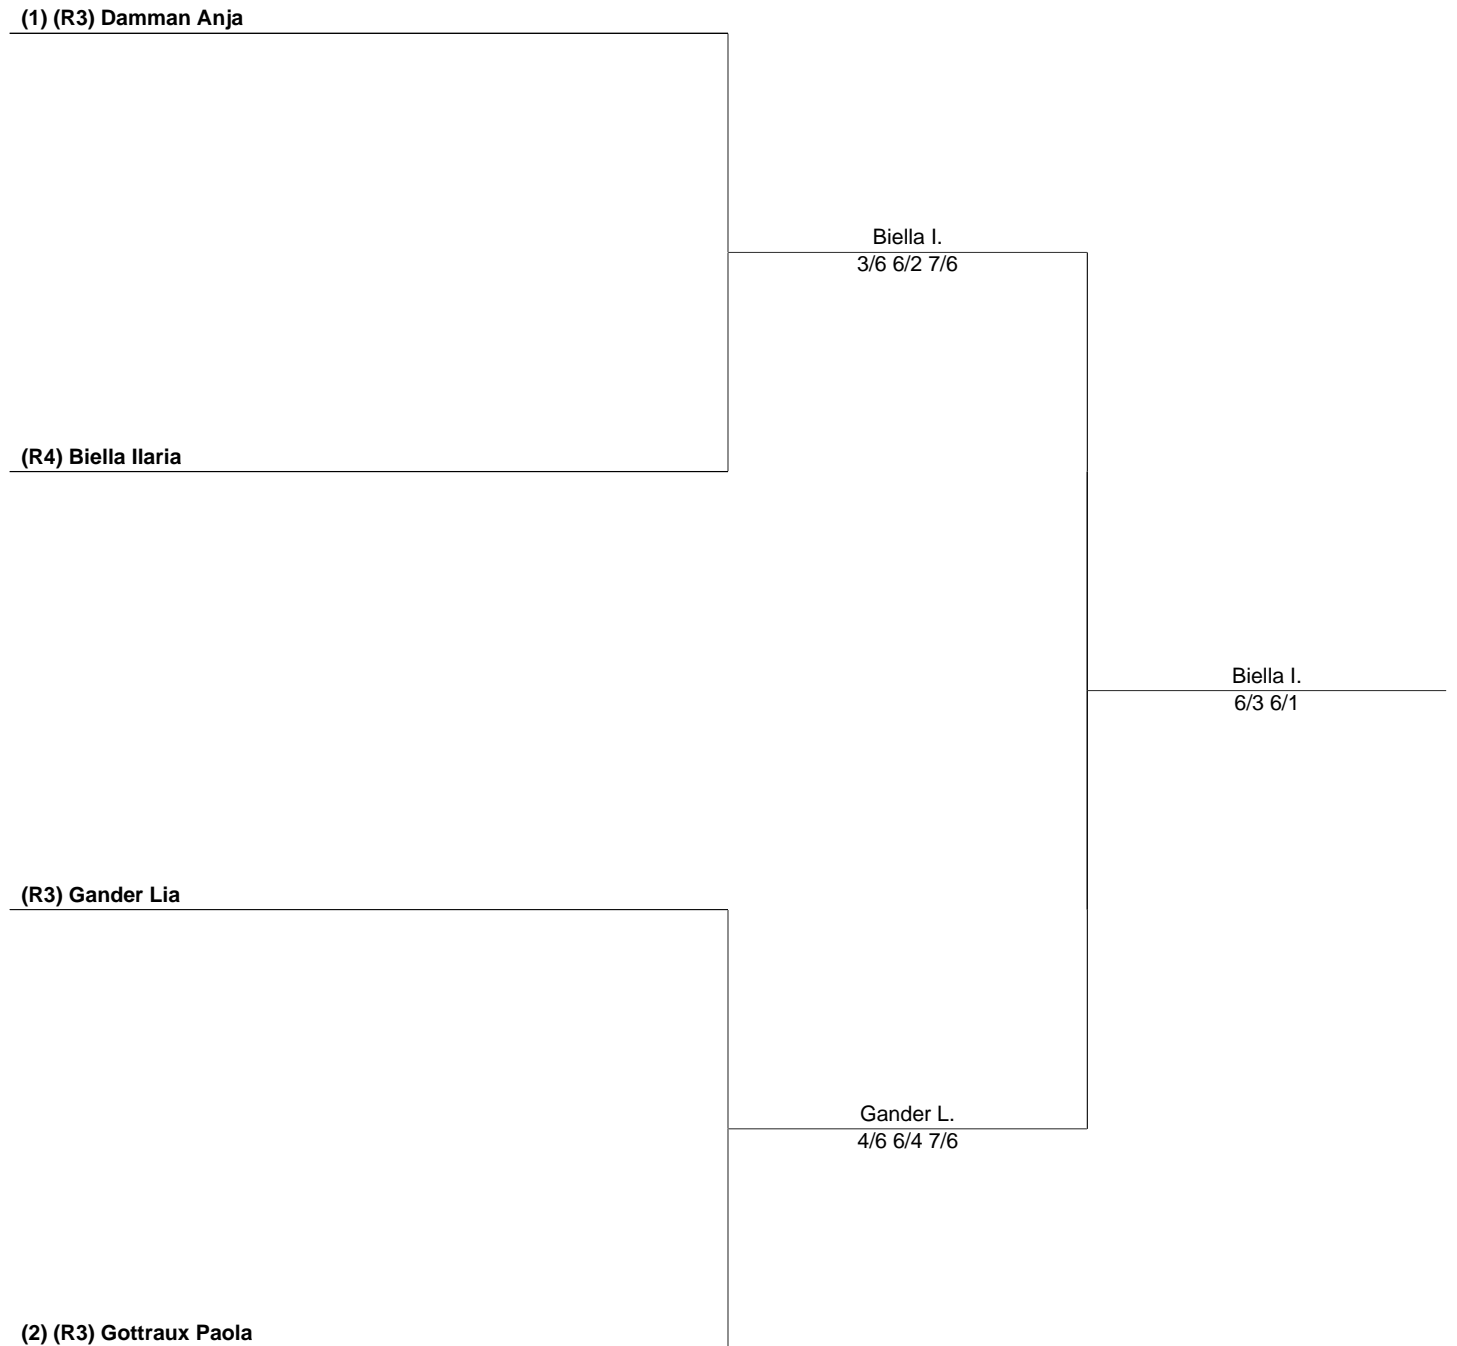 (1) (R3) Damman Anja
Biella I.
3/6 6/2 7/6
(R4) Biella Ilaria
Biella I.
6/3 6/1
(R3) Gander Lia
Gander L.
4/6 6/4 7/6
(2) (R3) Gottraux Paola